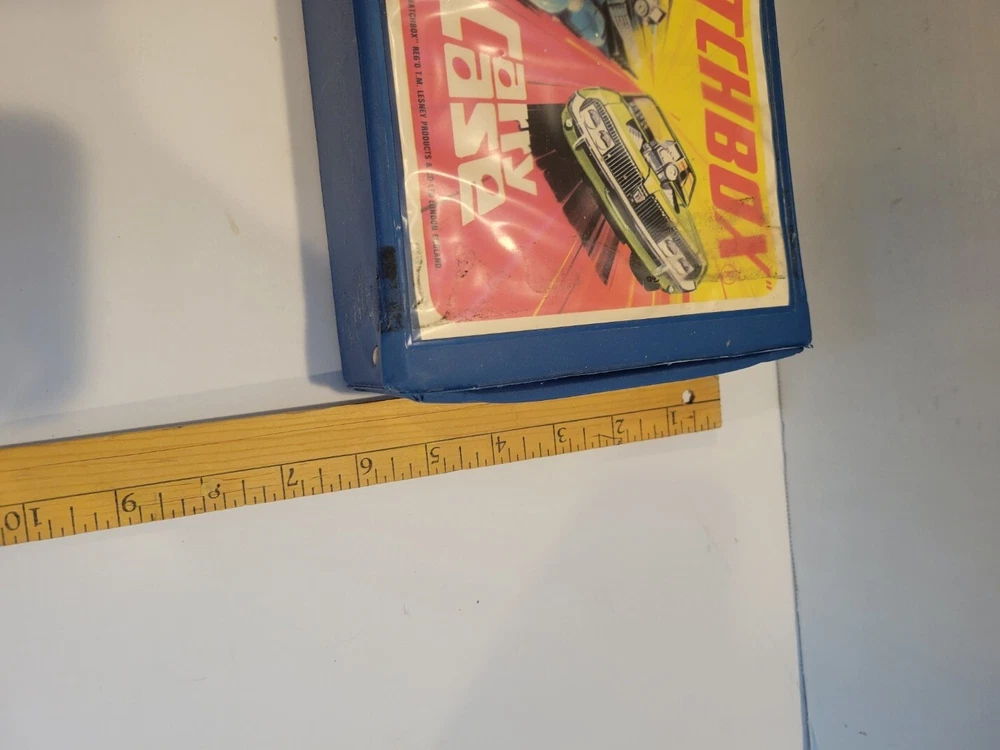 TCHBOX"
Carry
Case
MATCHBOX" REG'D T.M. LESNEY PRODUCTS & CO LTD LONDON ENGLAND
1 2 3 4 5 6 7 8 9 10